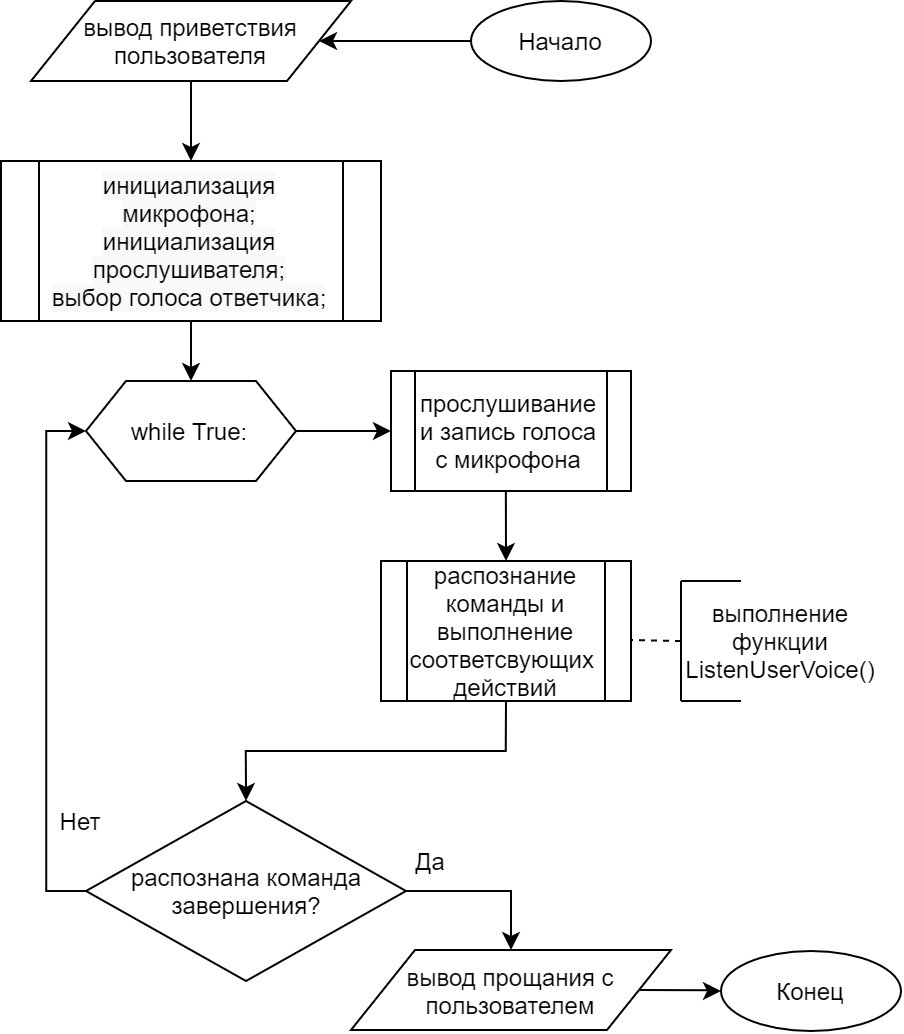 Начало
вывод приветствия
пользователя
инициализация
микрофона;
инициализация
прослушивателя;
выбор голоса ответчика;
while True:
прослушивание
и запись голоса
с микрофона
распознание
команды и
выполнение
соответсвующих
действий
выполнение
функции
ListenUserVoice()
распознана команда
завершения?
Нет
Да
вывод прощания с
пользователем
Конец